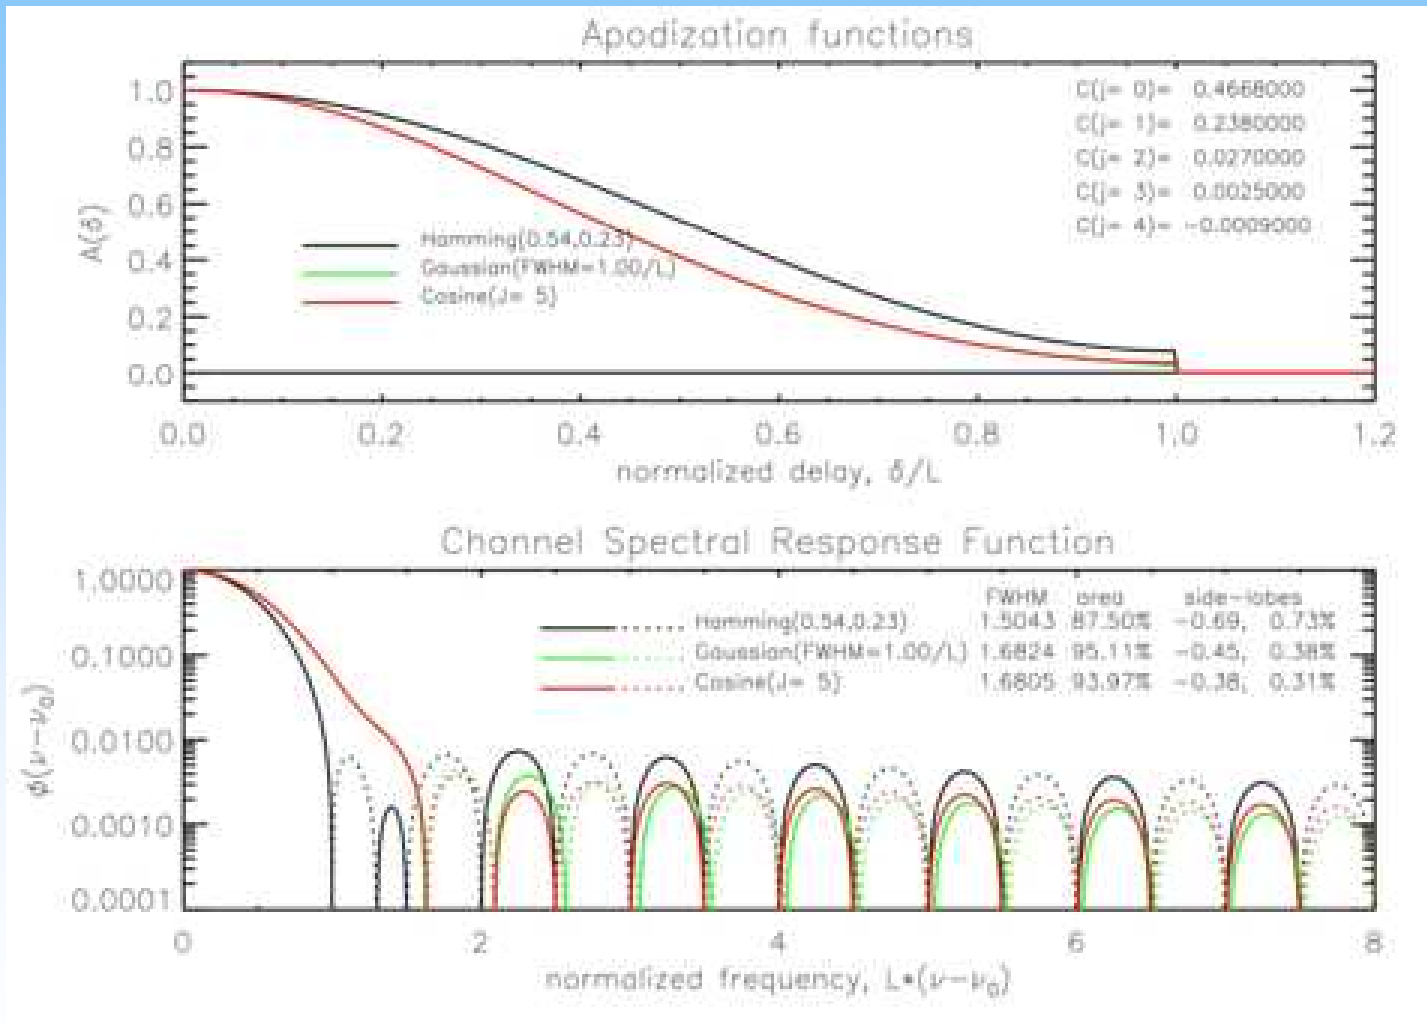 Apodization functions
1.0
0.8
0.6
0.4
0.2
0.0
A(δ)
C(j= 0)= 0.4668000
C(j= 1)= 0.2380000
C(j= 2)= 0.0270000
C(j= 3)= 0.0025000
C(j= 4)= -0.0009000
Hamming(0.54,0.23)
Gaussian(FWHM=1.00/L)
Cosine(J= 5)
0.0 0.2 0.4 0.6 0.8 1.0 1.2
normalized delay, δ/L
Channel Spectral Response Function
1.0000
0.1000
0.0100
0.0010
0.0001
ϕ(ν-ν₀)
FWHM area side-lobes
Hamming(0.54,0.23) 1.5043 87.50% -0.69, 0.73%
Gaussian(FWHM=1.00/L) 1.6824 95.11% -0.45, 0.38%
Cosine(J= 5) 1.6805 93.97% -0.38, 0.31%
0 2 4 6 8
normalized frequency, L*(ν-ν₀)